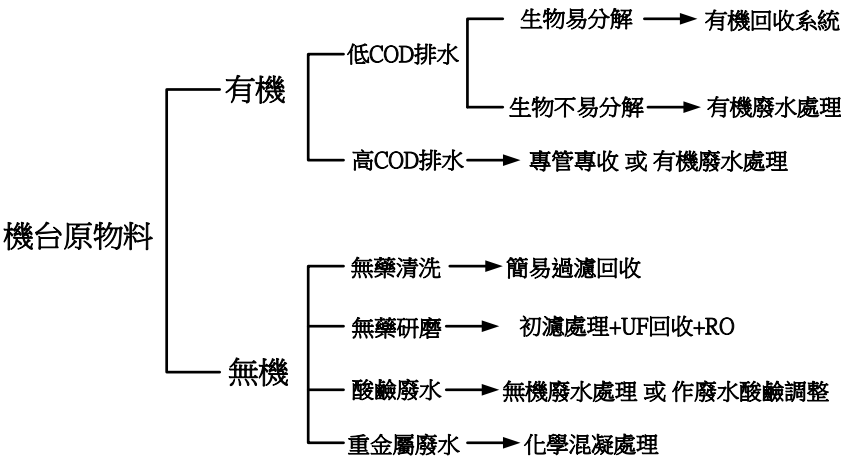 機台原物料
有機
低COD排水
生物易分解
有機回收系統
生物不易分解
有機廢水處理
高COD排水
專管專收 或 有機廢水處理
無機
無藥清洗
簡易過濾回收
無藥研磨
初濾處理+UF回收+RO
酸鹼廢水
無機廢水處理 或 作廢水酸鹼調整
重金屬廢水
化學混凝處理